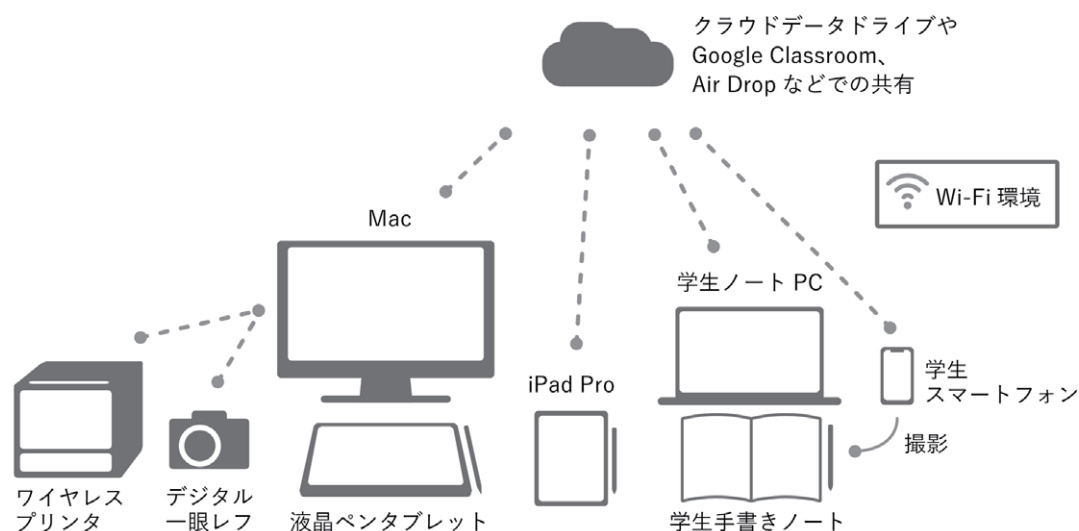 クラウドデータドライブや
Google Classroom、
Air Drop などでの共有
Wi-Fi 環境
Mac
学生ノート PC
iPad Pro
学生
スマートフォン
撮影
ワイヤレス
プリンタ
デジタル
一眼レフ
液晶ペンタブレット
学生手書きノート